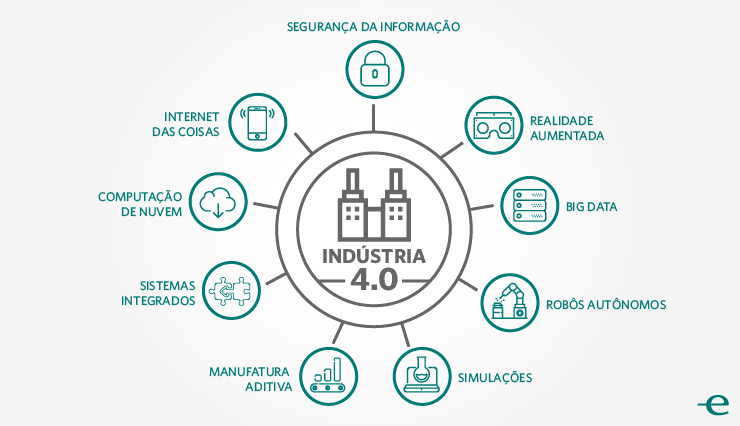 SEGURANÇA DA INFORMAÇÃO
INTERNET
DAS COISAS
REALIDADE
AUMENTADA
COMPUTAÇÃO
DE NUVEM
BIG DATA
INDÚSTRIA
4.0
SISTEMAS
INTEGRADOS
ROBÔS AUTÔNOMOS
MANUFATURA
ADITIVA
SIMULAÇÕES
e